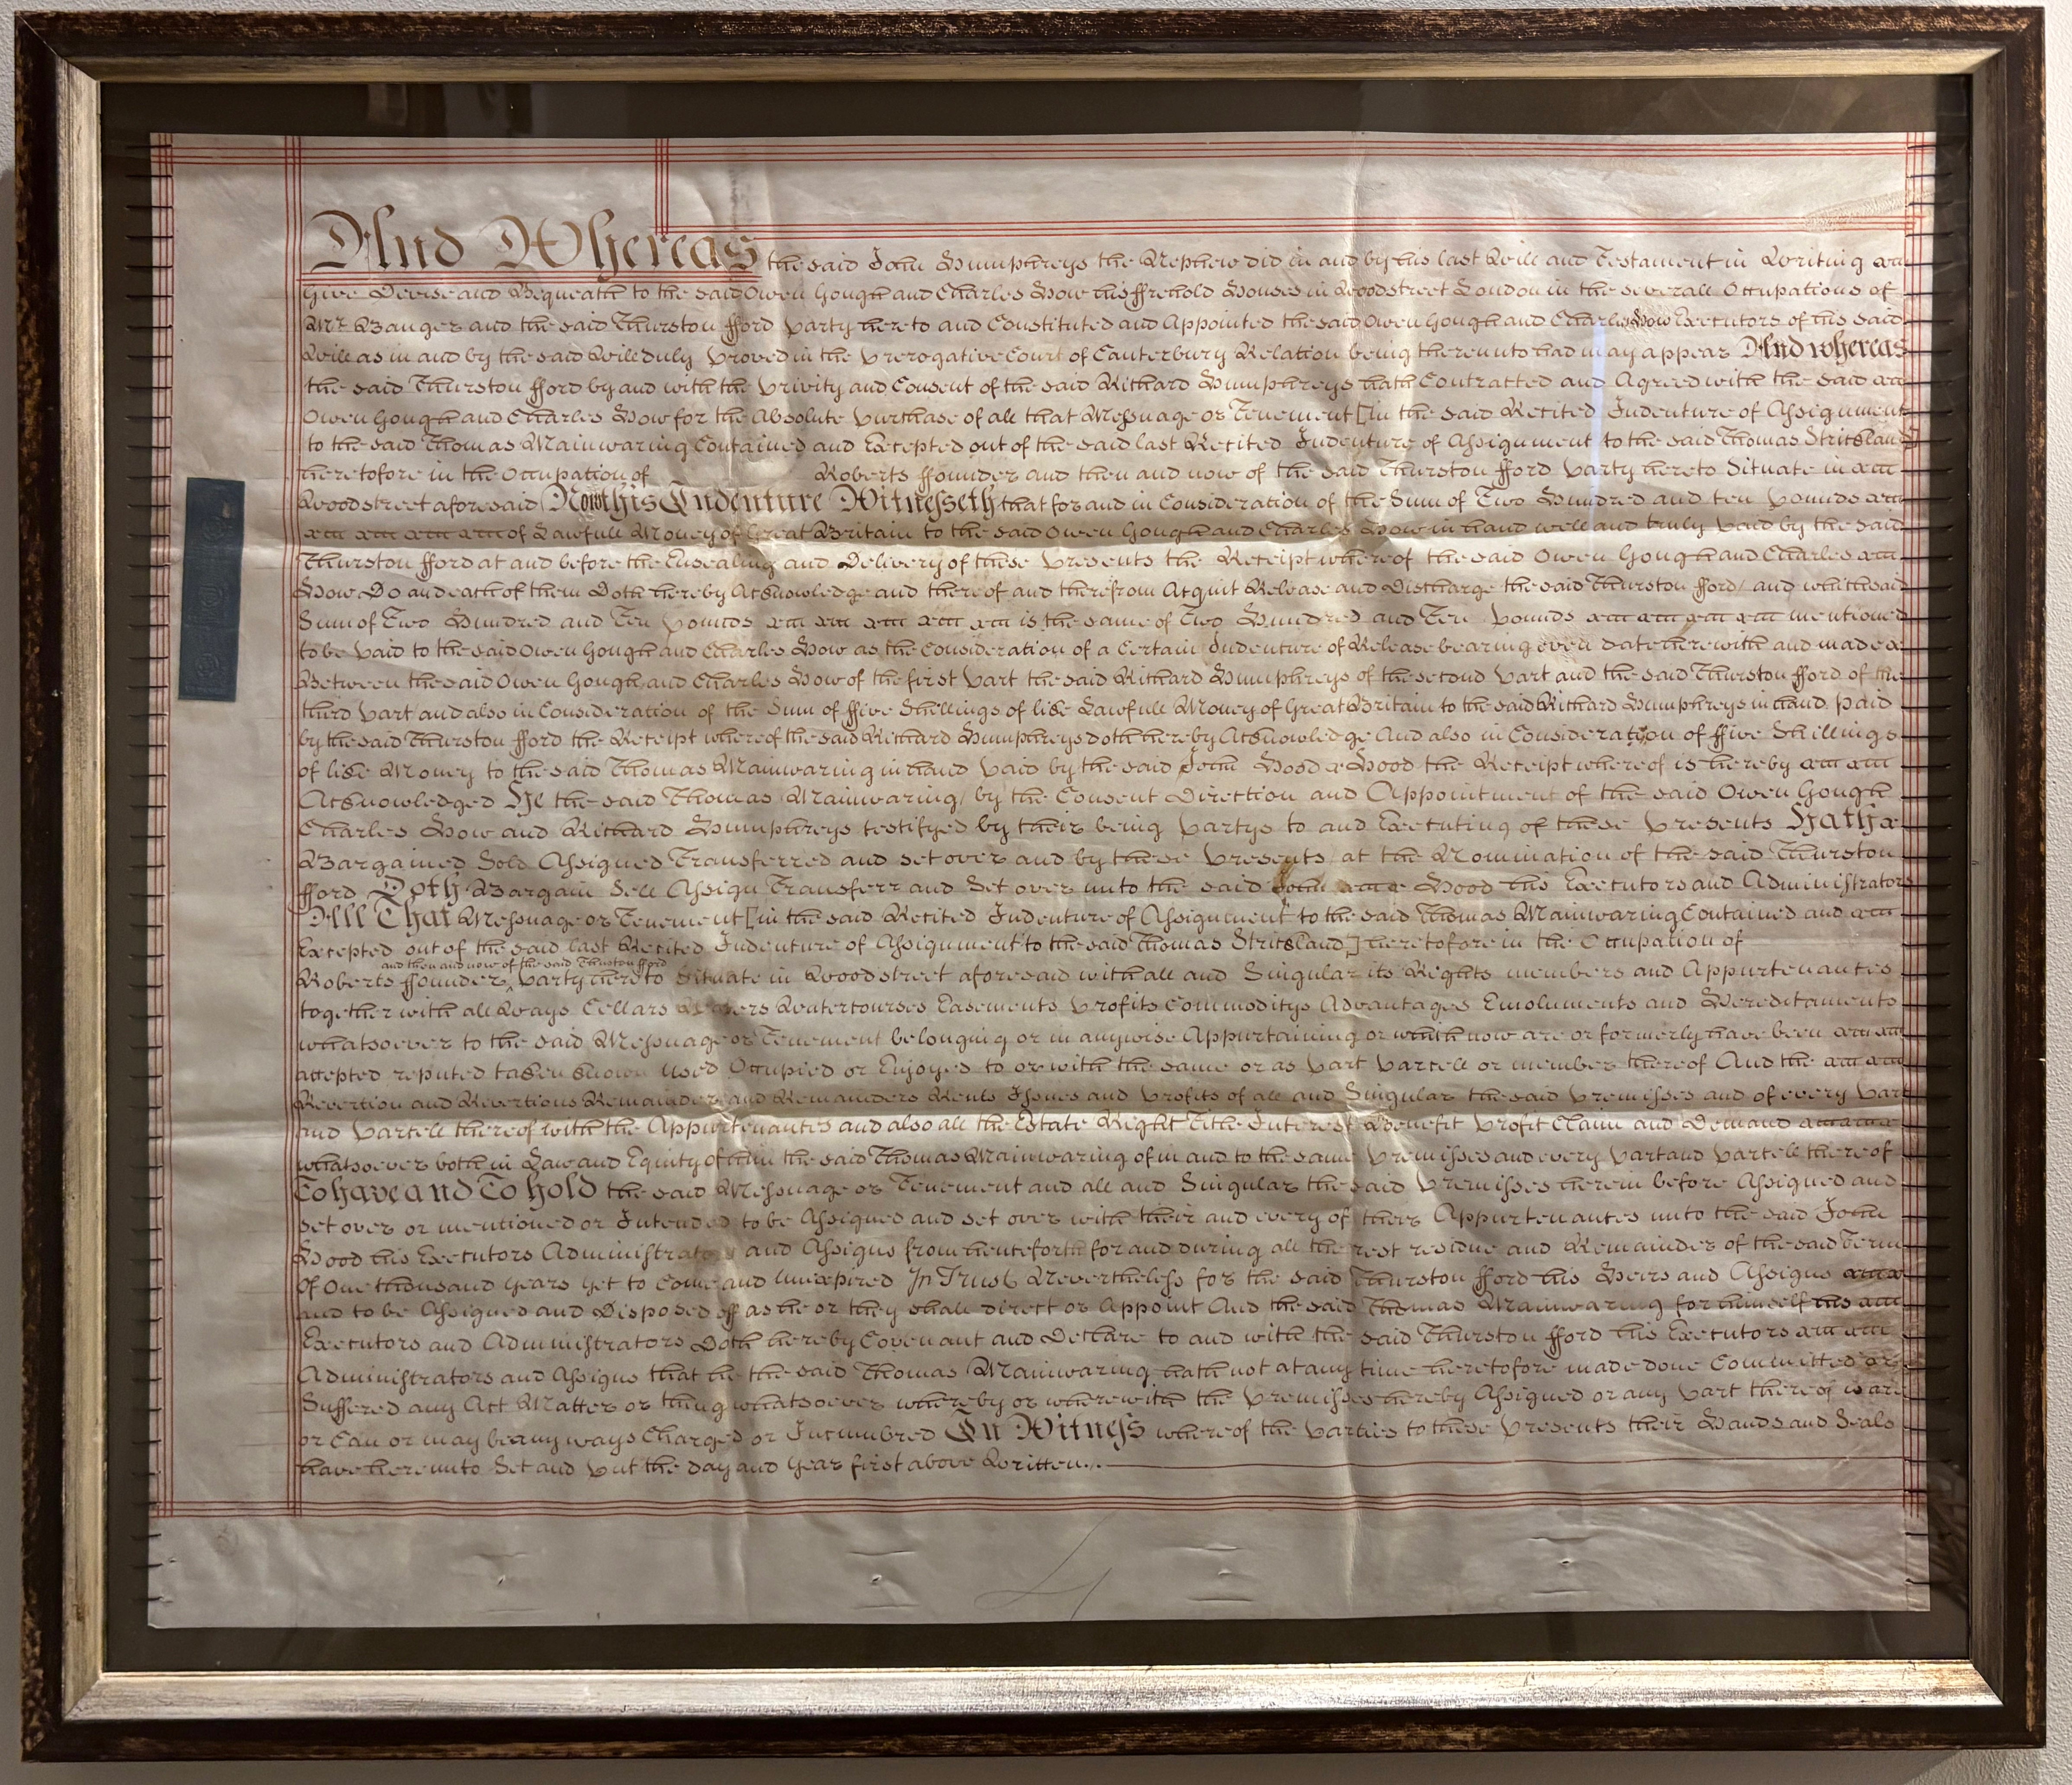 And Whereas the said John Humphreys the Nephew did in and by his last Will and Testament in Writing
Give Devise and Bequeath to the said Owen Gough and Charles How his ffrehold Houses in Woodstreet London in the severall Occupations of
Mr Banger and the said Thurston fford party hereto and Constituted and Appointed the said Owen Gough and Charles How Executors of his said
Will as in and by the said Will duly proved in the Prerogative Court of Canterbury Relation being thereunto had may appear And whereas
the said Thurston fford by and with the Privity and Consent of the said Richard Humphreys hath Contracted and Agreed with the said
Owen Gough and Charles How for the Absolute Purchase of all that Messuage or Tenement [in the said Recited Indenture of Assignment
to the said Thomas Mainwaring Contained and Excepted out of the said last Recited Indenture of Assignment to the said Thomas Strickland]
heretofore in the Occupation of Roberts ffounder and then and now of the said Thurston fford party hereto Situate in
Woodstreet aforesaid Now this Indenture Witnesseth that for and in Consideration of the Sum of Two Hundred and ten Pounds
of Lawfull Money of Great Britain to the said Owen Gough and Charles How in hand well and truly paid by the said
Thurston fford at and before the Ensealing and Delivery of these Presents the Receipt whereof the said Owen Gough and Charles
How Do and each of them Doth hereby Acknowledge and thereof and therefrom Acquit Release and Discharge the said Thurston fford, and which said
Sum of Two Hundred and Ten Pounds is the same of Two Hundred and Ten Pounds mentioned
to be paid to the said Owen Gough and Charles How as the Consideration of a Certain Indenture of Release bearing even date herewith and made
Between the said Owen Gough and Charles How of the first part the said Richard Humphreys of the second part and the said Thurston fford of the
third part and also in Consideration of the Sum of ffive Shillings of like Lawfull Money of Great Britain to the said Richard Humphreys in hand paid
by the said Thurston fford the Receipt whereof the said Richard Humphreys doth hereby Acknowledge And also in Consideration of ffive Shillings
of like Money to the said Thomas Mainwaring in hand paid by the said John Hood the Receipt whereof is hereby
Acknowledged He the said Thomas Mainwaring by the Consent Direction and Appointment of the said Owen Gough
Charles How and Richard Humphreys testifyed by their being Partys to and Executing of these Presents Hath
Bargained Sold Assigned Transferred and set over and by these Presents at the Nomination of the said Thurston
fford Doth Bargain Sell Assign Transferr and Set over unto the said John Hood his Executors and Administrators
All That Messuage or Tenement [in the said Recited Indenture of Assignment to the said Thomas Mainwaring Contained and
Excepted out of the said last Recited Indenture of Assignment to the said Thomas Strickland] heretofore in the Occupation of
and then and now of the said Thurston fford
Roberts ffounder ^ party hereto Situate in Woodstreet aforesaid with all and Singular its Rights members and Appurtenances
together with all Ways Cellars Waters Watercourses Easements Profits Commoditys Advantages Emoluments and Hereditaments
whatsoever to the said Messuage or Tenement belonging or in anywise Appurtaining or which now are or formerly have been
accepted reputed taken known used Occupied or Enjoyed to or with the same or as part parcell or member thereof And the
Revertion and Revertions Remainder and Remainders Rents Issues and Profits of all and Singular the said Premisses and of every part
and parcell thereof with the Appurtenances and also all the Estate Right Title Interest Benefit Profit Claim and Demand
whatsoever both in Law and Equity of him the said Thomas Mainwaring of in and to the same Premisses and every part and parcell thereof
To have and To hold the said Messuage or Tenement and all and Singular the said Premisses herein before Assigned and
set over or mentioned or Intended to be Assigned and set over with their and every of their Appurtenances unto the said John
Hood his Executors Administrators and Assigns from henceforth for and during all the rest residue and Remainder of the said Term
of One thousand years yet to Come and Unexpired In Trust Nevertheless for the said Thurston fford his Heirs and Assigns
and to be Assigned and Disposed off as he or they shall direct or Appoint And the said Thomas Mainwaring for himself his
Executors and Administrators Doth hereby Covenant and Declare to and with the said Thurston fford his Executors
Administrators and Assigns that he the said Thomas Mainwaring hath not at any time heretofore made done Committed or
Suffered any Act Matter or thing whatsoever whereby or wherewith the Premisses hereby Assigned or any part thereof is are
or Can or may be any ways Charged or Incumbred In Witness whereof the Parties to these Presents their Hands and Seals
have hereunto Set and put the day and year first above Written.